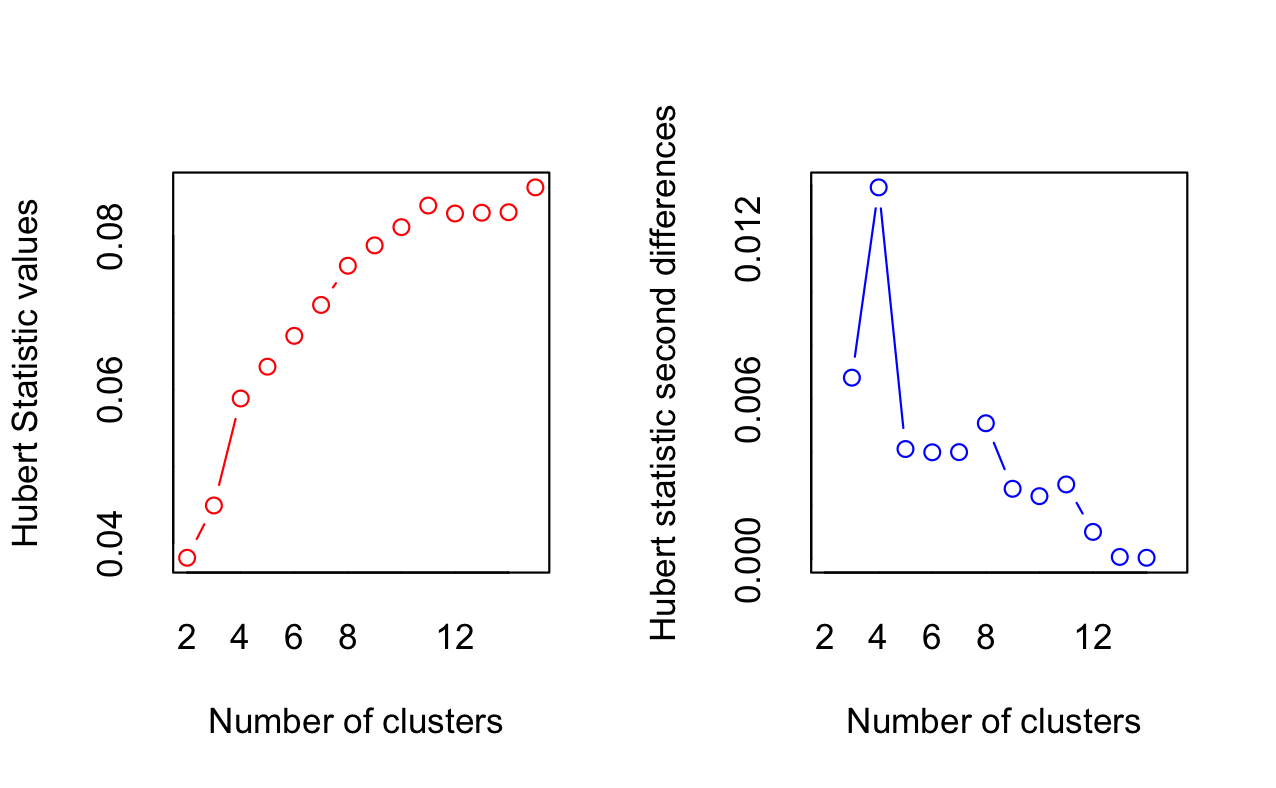 Hubert Statistic values
0.08
0.06
0.04
2 4 6 8 12
Number of clusters
Hubert statistic second differences
0.012
0.006
0.000
2 4 6 8 12
Number of clusters